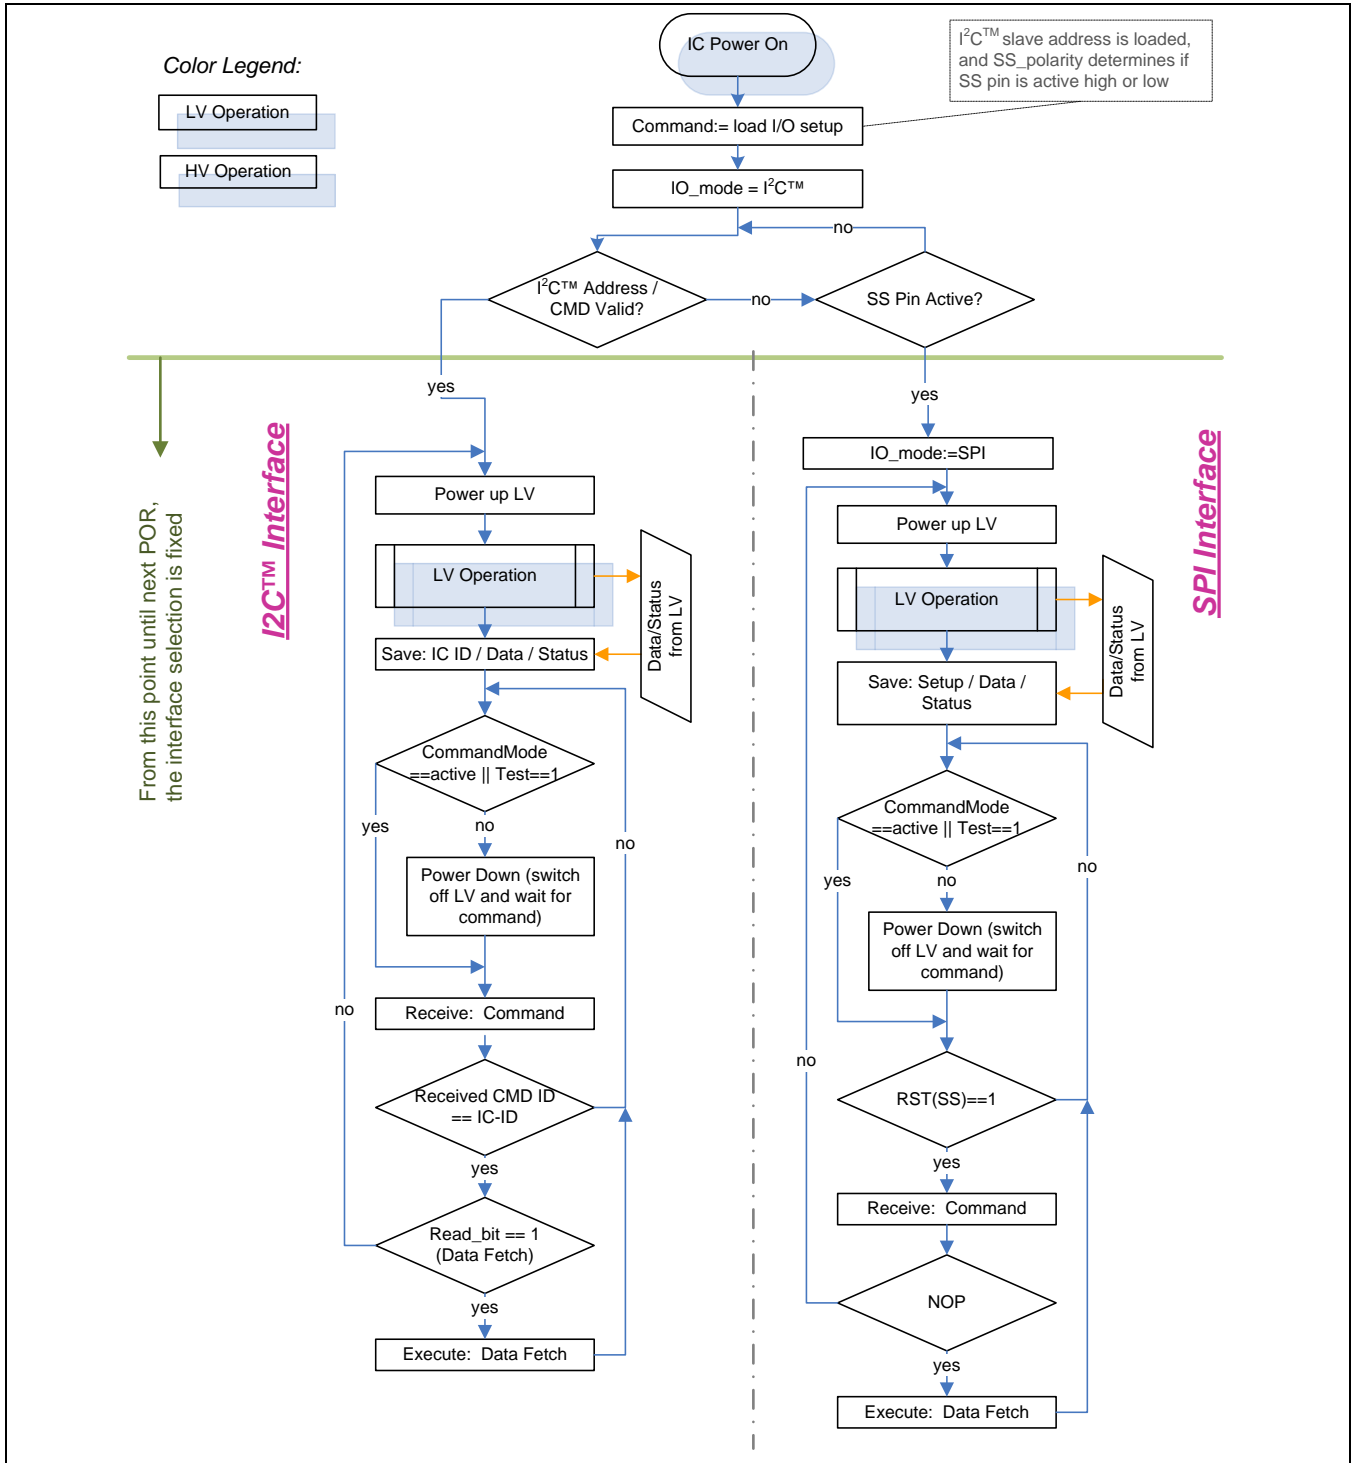 IC Power On
I²C™ slave address is loaded,
and SS_polarity determines if
SS pin is active high or low
Color Legend:
LV Operation
HV Operation
Command:= load I/O setup
IO_mode = I²C™
no
I²C™ Address /
CMD Valid?
no
SS Pin Active?
yes
yes
From this point until next POR,
the interface selection is fixed
I2C™ Interface
Power up LV
LV Operation
Data/Status
from LV
Save: IC ID / Data / Status
CommandMode
==active || Test==1
yes
no
no
Power Down (switch
off LV and wait for
command)
no
Receive: Command
Received CMD ID
== IC-ID
yes
Read_bit == 1
(Data Fetch)
yes
Execute: Data Fetch
SPI Interface
IO_mode:=SPI
Power up LV
LV Operation
Data/Status
from LV
Save: Setup / Data /
Status
CommandMode
==active || Test==1
yes
no
no
Power Down (switch
off LV and wait for
command)
no
RST(SS)==1
yes
Receive: Command
NOP
yes
Execute: Data Fetch